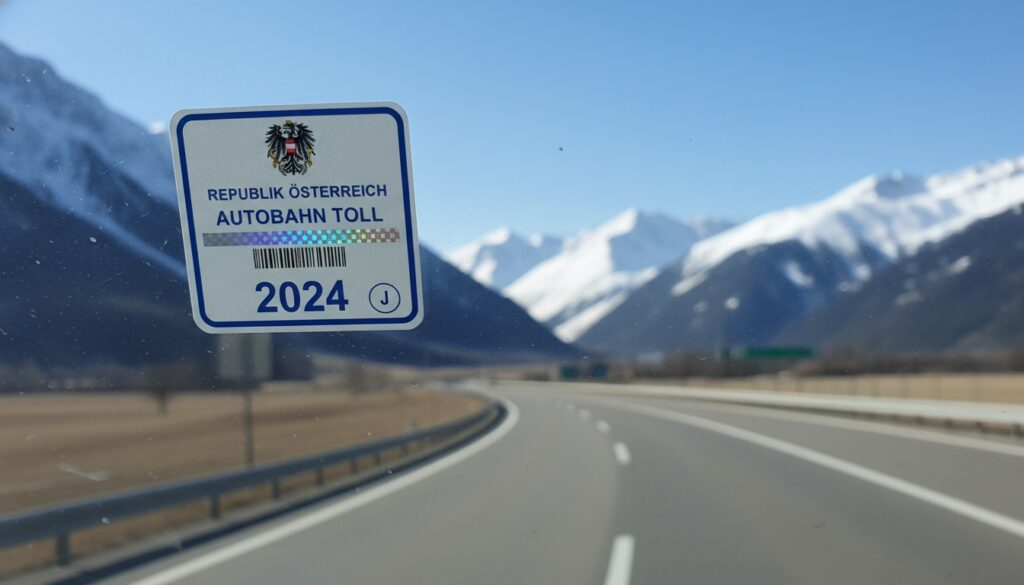 REPUBLIK ÖSTERREICH
AUTOBAHN TOLL
2024
J